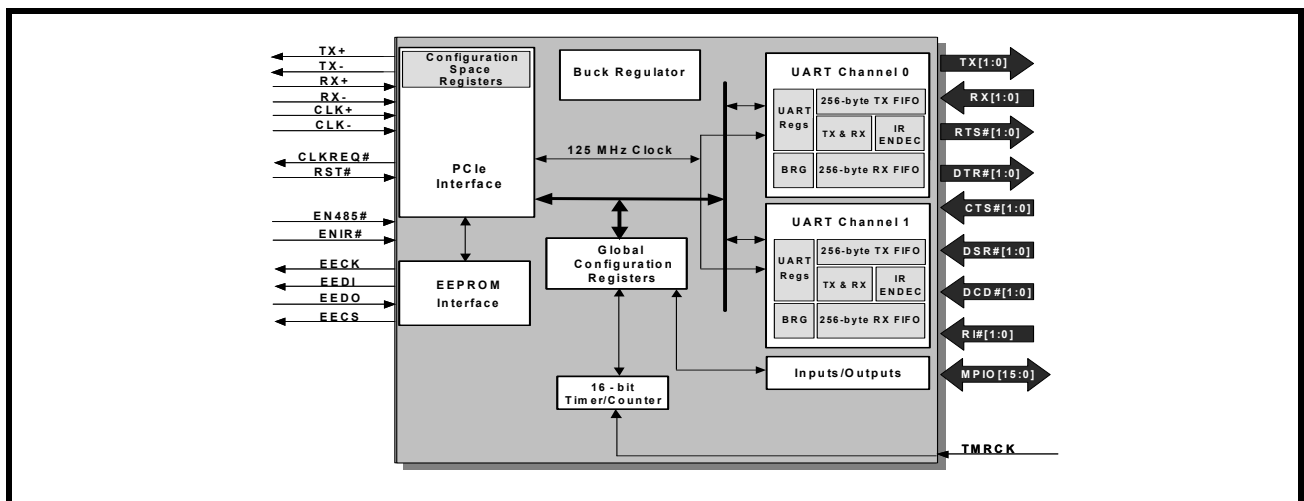 TX+
TX-
RX+
RX-
CLK+
CLK-
CLKREQ#
RST#
EN485#
ENIR#
EECK
EEDI
EEDO
EECS
Configuration
Space
Registers
PCIe
Interface
EEPROM
Interface
Buck Regulator
125 MHz Clock
Global
Configuration
Registers
16 - bit
Timer/Counter
UART Channel 0
UART
Regs
256-byte TX FIFO
TX & RX
IR
ENDEC
BRG
256-byte RX FIFO
UART Channel 1
UART
Regs
256-byte TX FIFO
TX & RX
IR
ENDEC
BRG
256-byte RX FIFO
Inputs/Outputs
TX[1:0]
RX[1:0]
RTS#[1:0]
DTR#[1:0]
CTS#[1:0]
DSR#[1:0]
DCD#[1:0]
RI#[1:0]
MPIO[15:0]
TMRCK